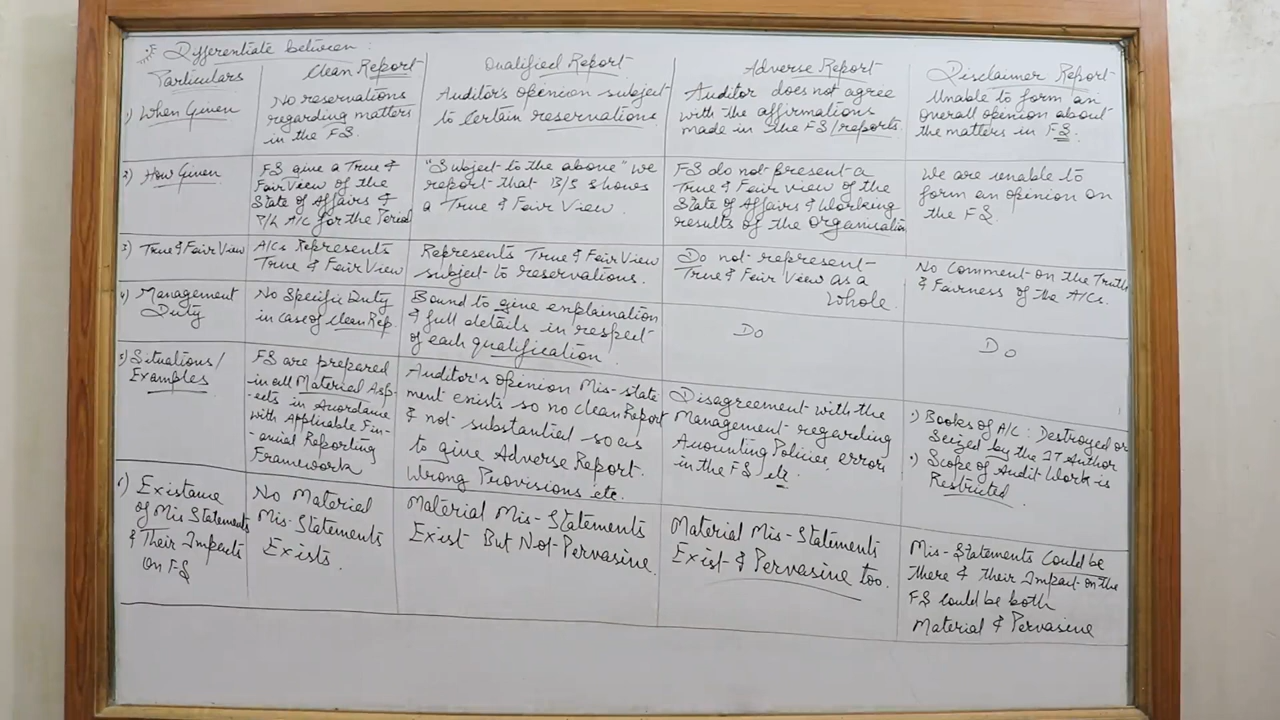 Differentiate between:
Particulars
Clean Report
Qualified Report
Adverse Report
Disclaimer Report
1) When Given
No reservations
regarding matters
in the FS.
Auditor's openion subject
to Certain reservations
Auditor does not agree
with the affirmations
made in the FS/reports.
Unable to form an
overall opinion about
the matters in FS.
2) How Given
FS give a True &
Fair View of the
State of Affairs &
P/L A/C for the Period
"Subject to the above" we
report that B/S shows
a True & Fair View.
FS do not present a
True & Fair view of the
State of Affairs & Working
results of the Organisation
We are unable to
form an opinion on
the FS.
3) True & Fair View
A/Cs Represents
True & Fair View
Represents True & Fair View
subject to reservations.
Do not represent
True & Fair View as a
Whole.
No Comment on the Truth
& Fairness of the A/Cs.
4) Management
Duty
No Specific Duty
in case of Clean Rep.
Bound to give explaination
& full details in respect
of each qualification.
Do
Do
5) Situations/
Examples
FS are prepared
in all Material Asp-
-ects in Accordance
with Applicable Fin-
-ancial Reporting
Framework
Auditor's opinion Mis-state
ment exists so no clean Report
& not substantial so as
to give Adverse Report.
Wrong Provisions etc.
Disagreement with the
Management regarding
Accounting Policies, errors
in the FS etc
•) Books of A/C: Destroyed or
Seized by the IT Author
•) Scope of Audit Work is
Restricted.
6) Existance
of Mis Statements
& Their Impacts
on FS
No Material
Mis-Statements
Exists.
Material Mis-Statements
Exist But Not Pervasive.
Material Mis-Statements
Exist & Pervasive too.
Mis-Statements Could be
there & their Impact on the
FS could be both
Material & Pervasive